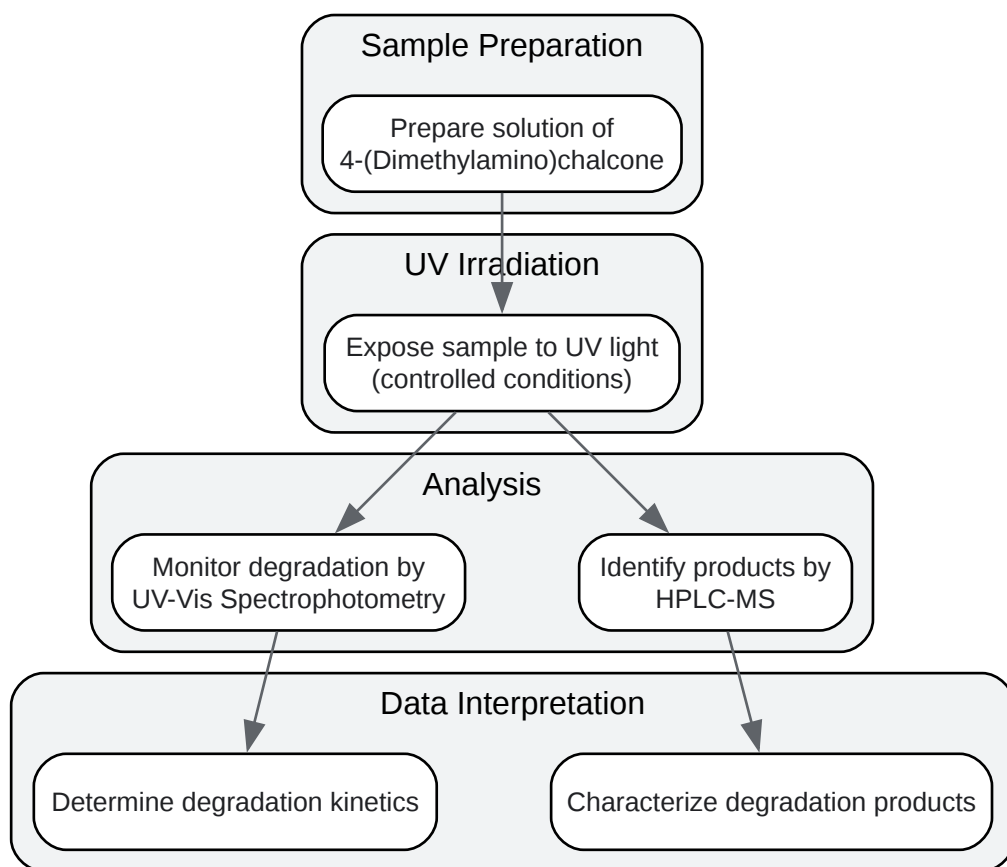 Sample Preparation
Prepare solution of
4-(Dimethylamino)chalcone
UV Irradiation
Expose sample to UV light
(controlled conditions)
Analysis
Monitor degradation by
UV-Vis Spectrophotometry
Identify products by
HPLC-MS
Data Interpretation
Determine degradation kinetics
Characterize degradation products